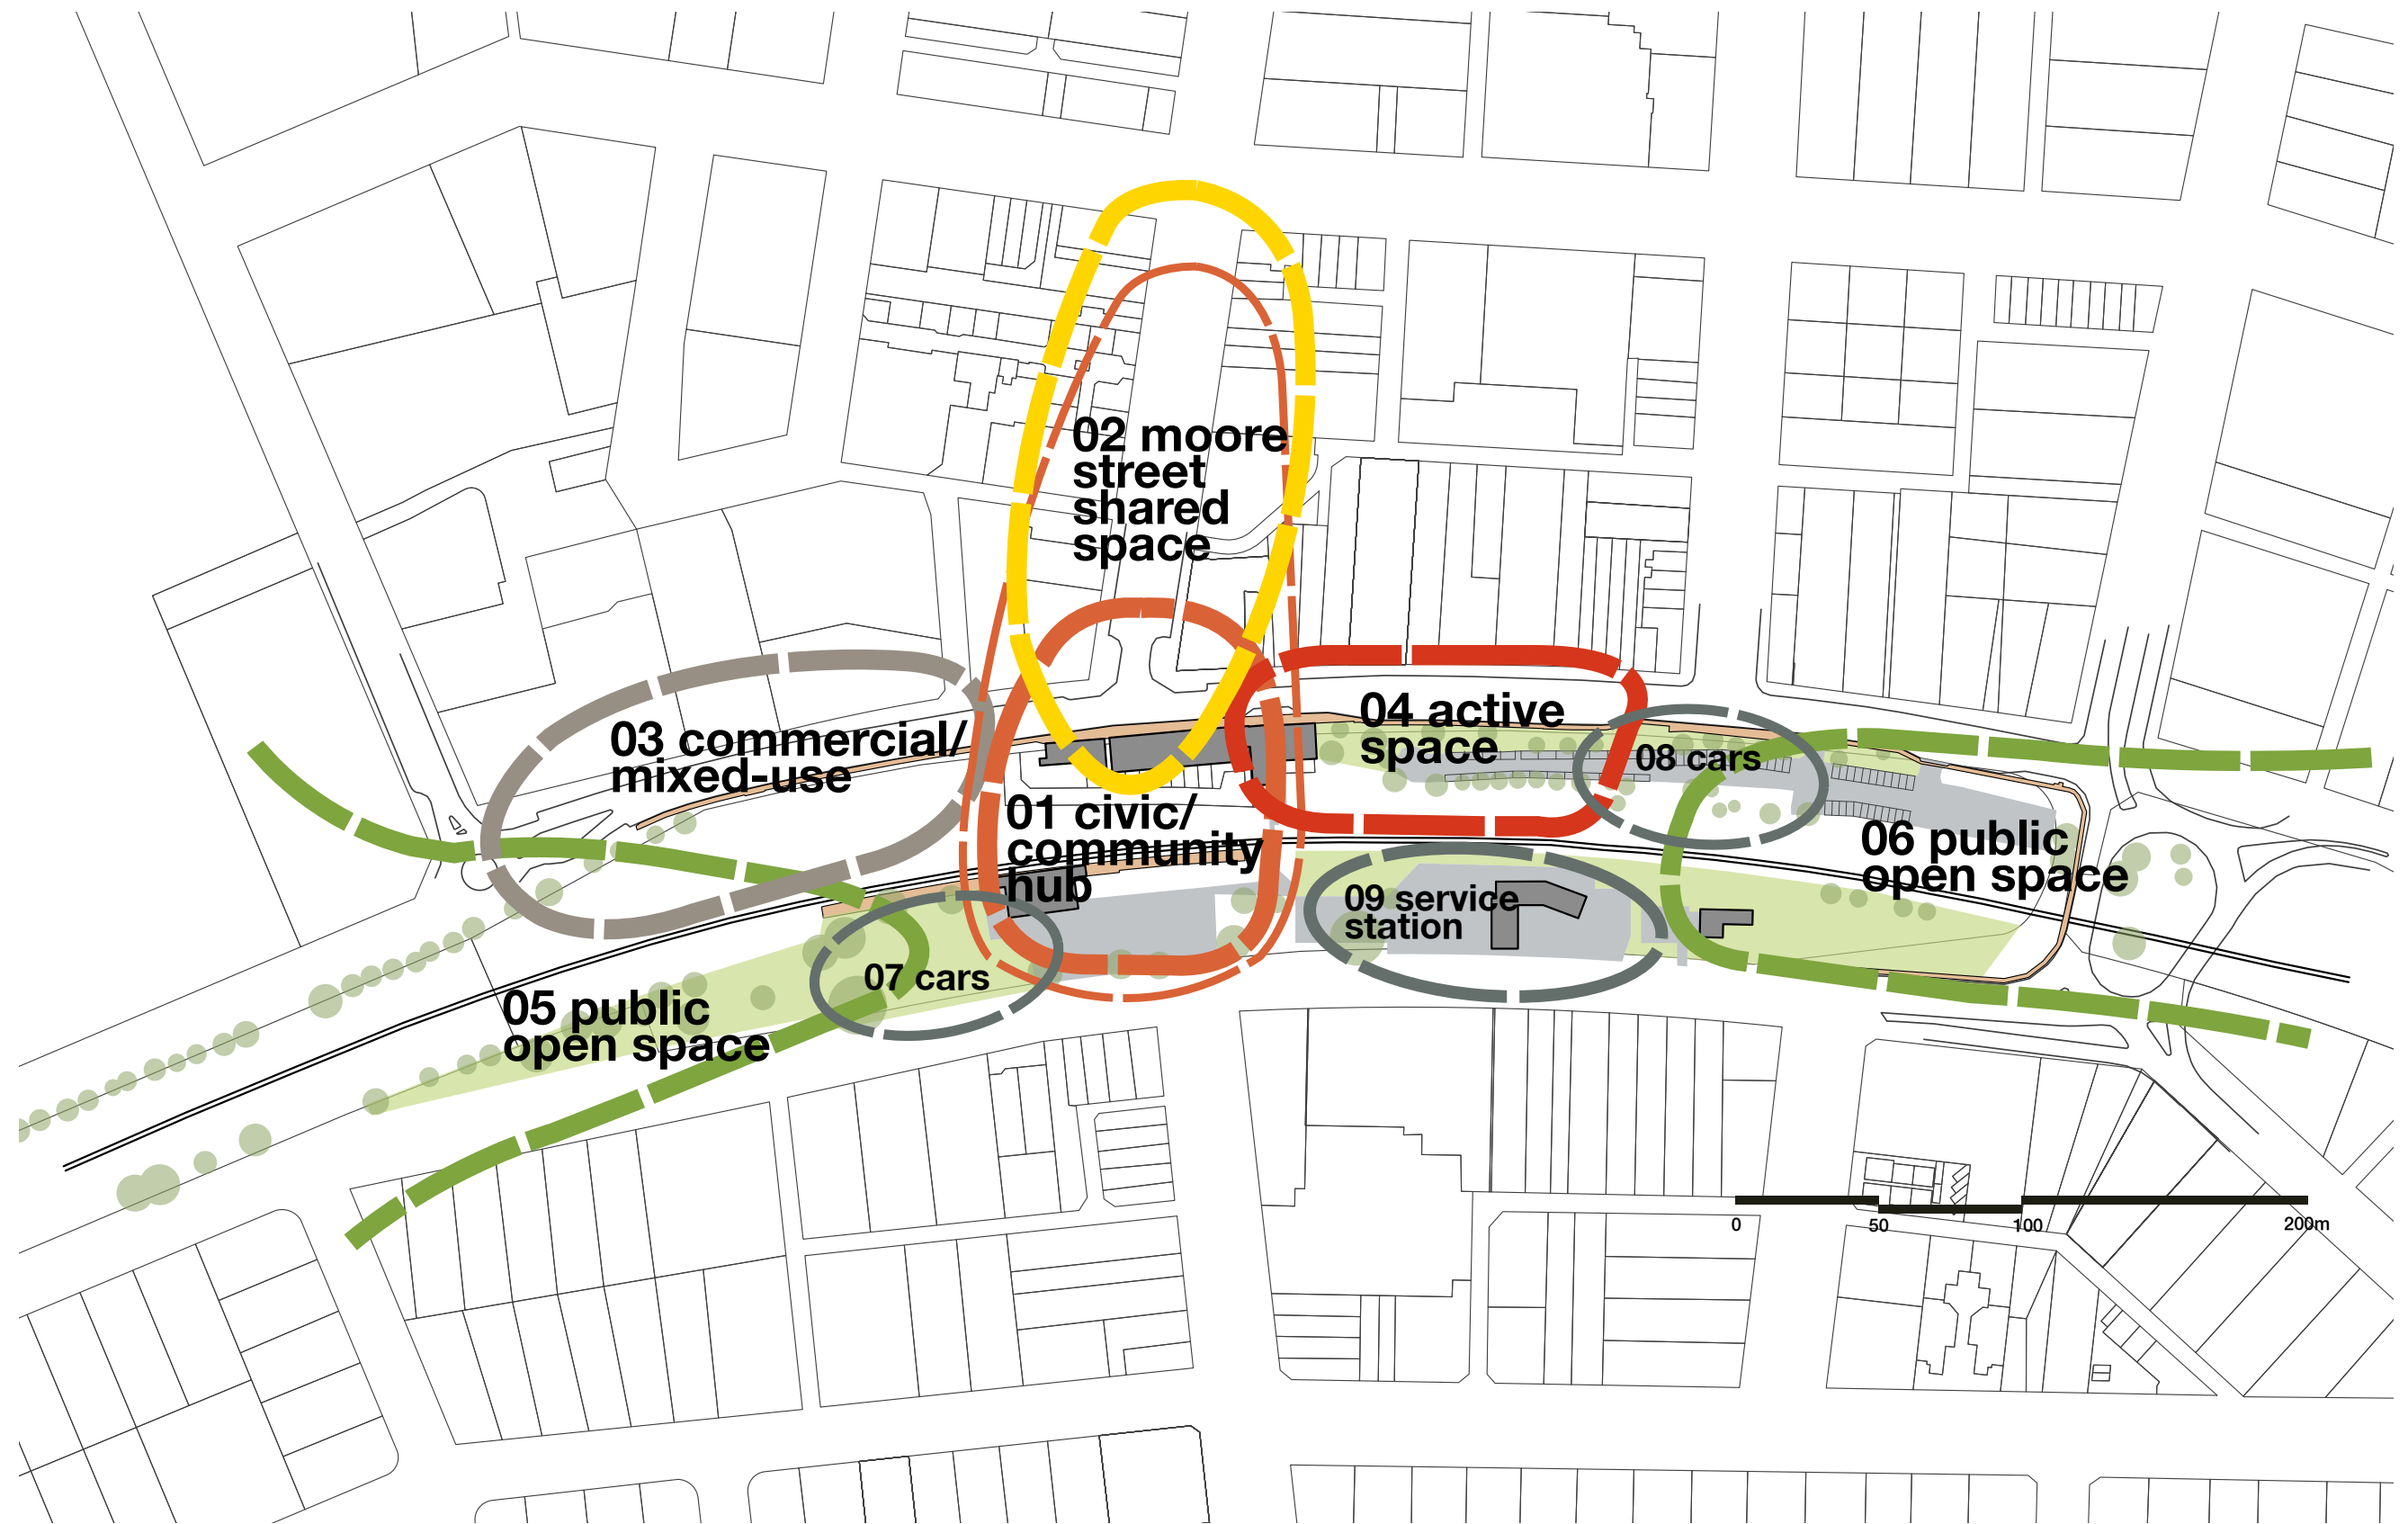 02 moore
street
shared
space
03 commercial/
mixed-use
04 active
space
08 cars
01 civic/
community
hub
06 public
open space
09 service
station
07 cars
05 public
open space
0
50
100
200m